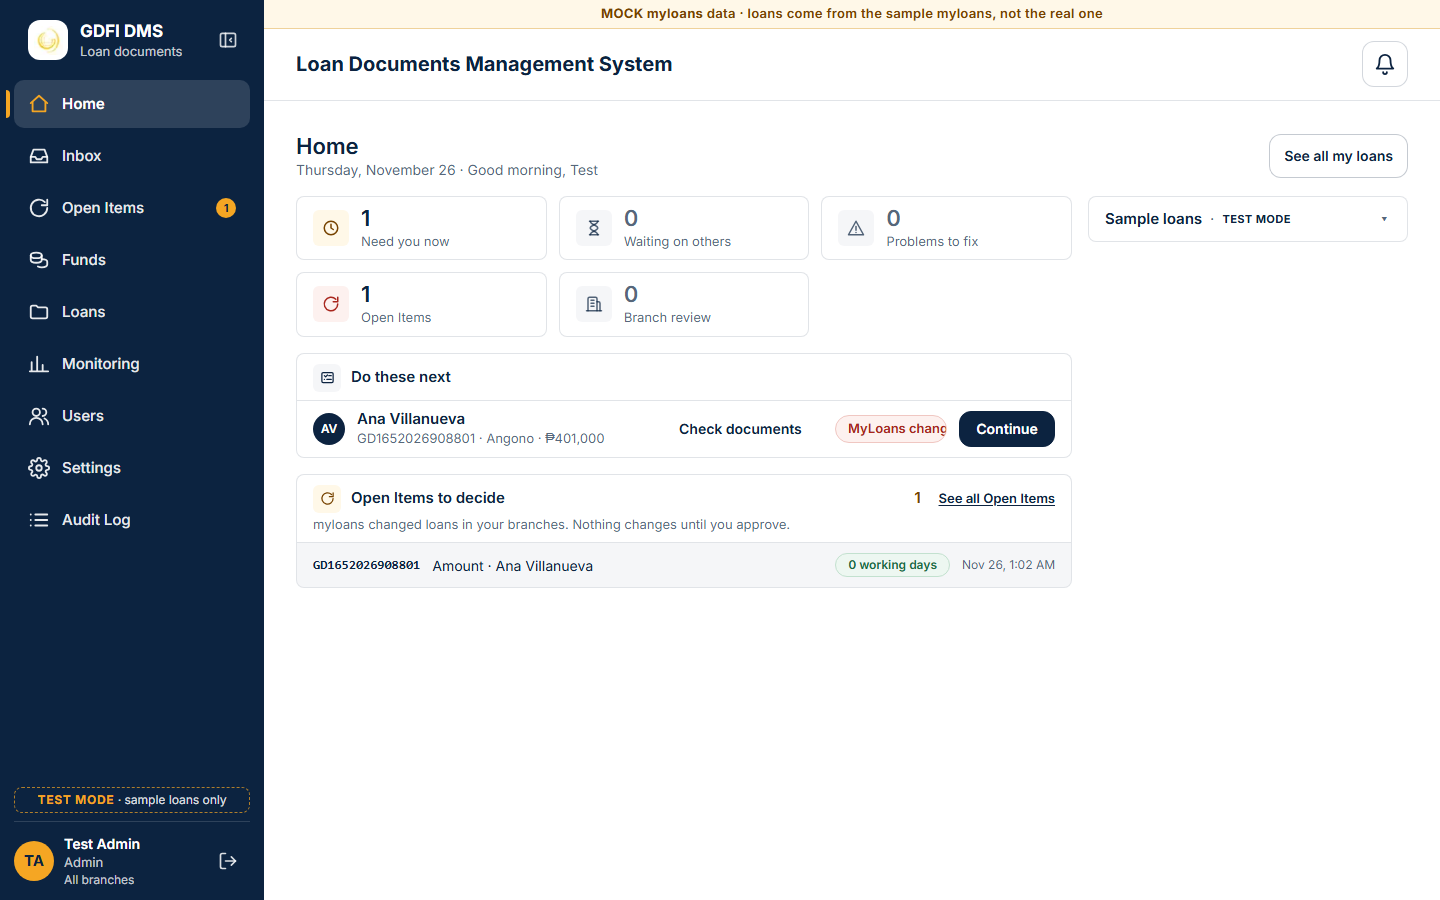 GDFI DMS
Loan documents
Home
Inbox
Open Items 1
Funds
Loans
Monitoring
Users
Settings
Audit Log
TEST MODE · sample loans only
TA
Test Admin
Admin
All branches
MOCK myloans data · loans come from the sample myloans, not the real one
Loan Documents Management System
Home
Thursday, November 26 · Good morning, Test
See all my loans
1
Need you now
0
Waiting on others
0
Problems to fix
1
Open Items
0
Branch review
Sample loans · TEST MODE
Do these next
AV
Ana Villanueva
GD1652026908801 · Angono · ₱401,000
Check documents
MyLoans chang
Continue
Open Items to decide
1 See all Open Items
myloans changed loans in your branches. Nothing changes until you approve.
GD1652026908801 Amount · Ana Villanueva 0 working days Nov 26, 1:02 AM